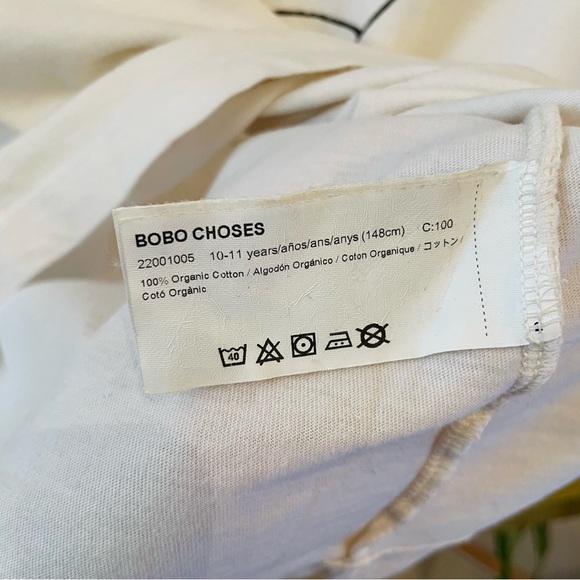 BOBO CHOSES
22001005 10-11 years/años/ans/anys (148cm) C:100
100% Organic Cotton / Algodón Orgánico / Coton Organique / コットン /
Cotó Orgànic
40